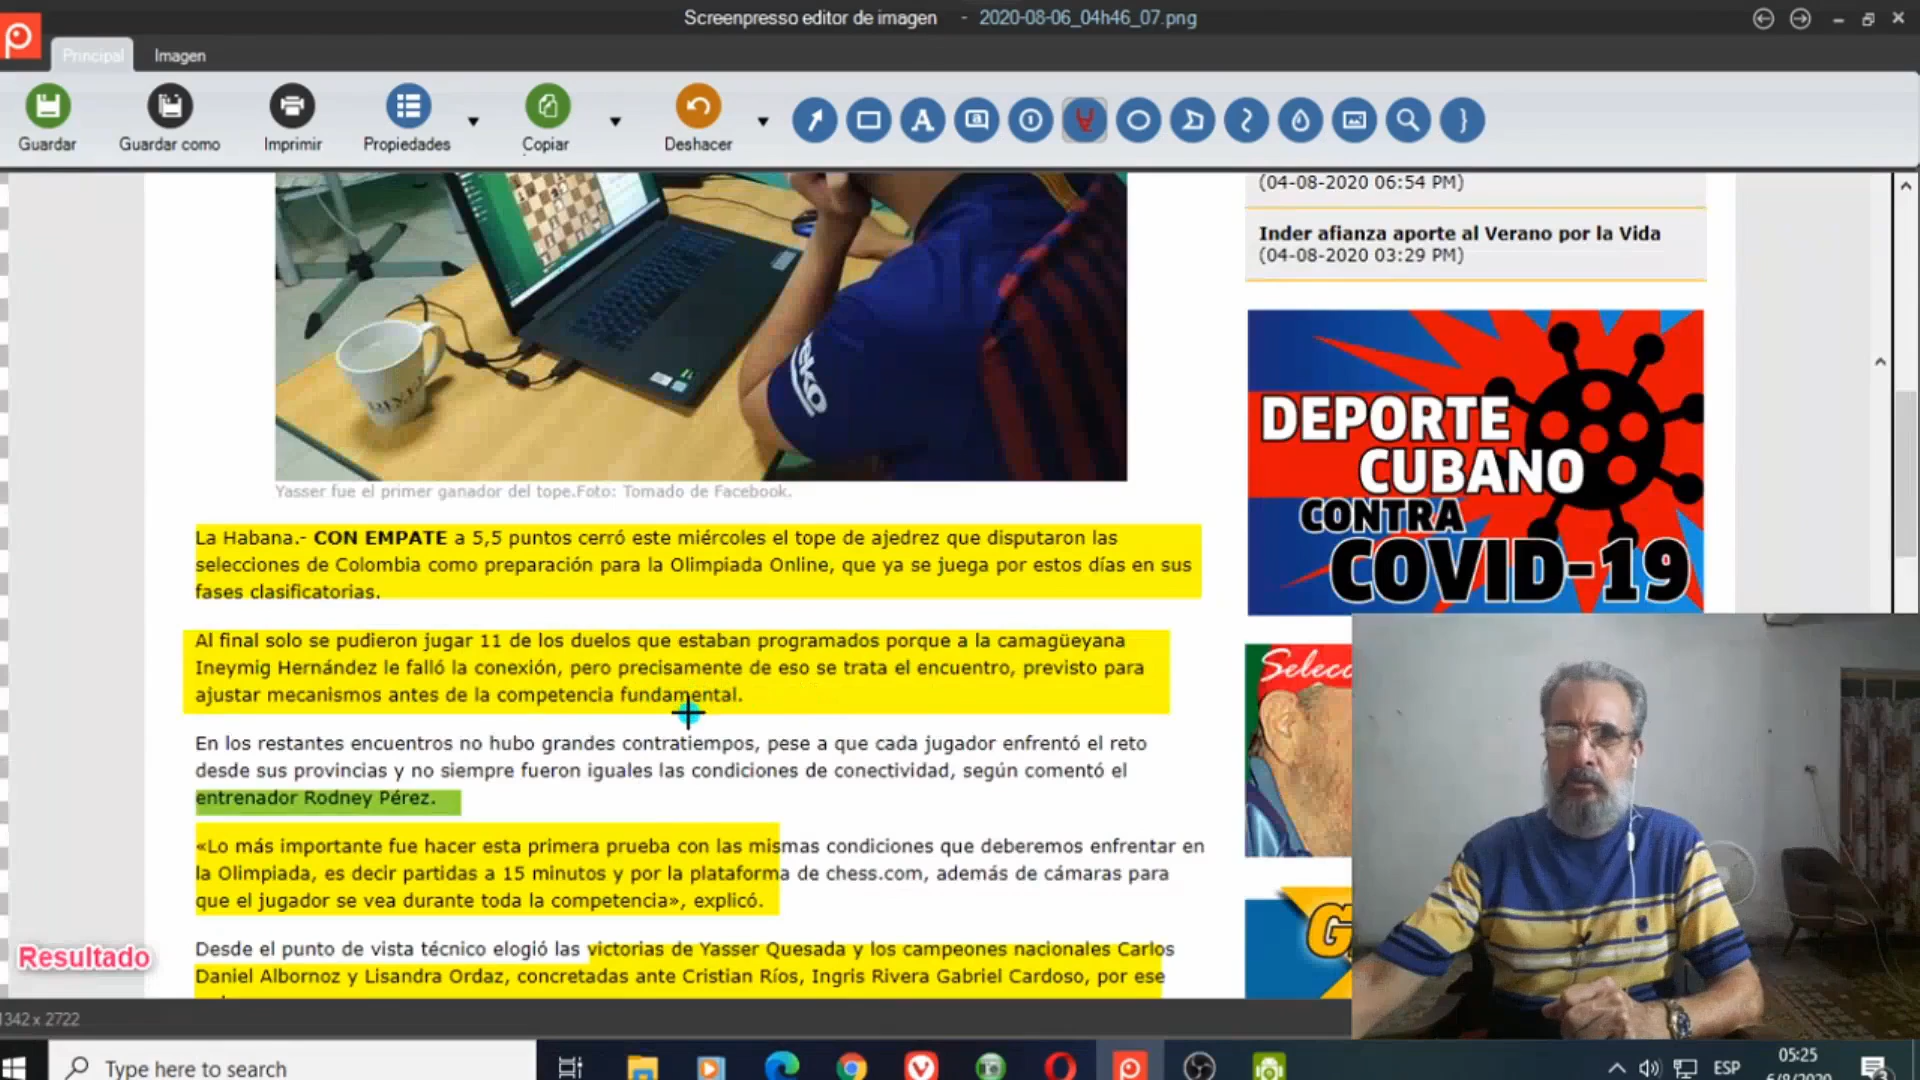 Screenpresso editor de imagen - 2020-08-06_04h46_07.png
Principal Imagen
Guardar Guardar como Imprimir Propiedades Copiar Deshacer
(04-08-2020 06:54 PM)
Inder afianza aporte al Verano por la Vida
(04-08-2020 03:29 PM)
eko
DEPORTE
CUBANO
CONTRA
COVID-19
Yasser fue el primer ganador del tope.Foto: Tomado de Facebook.
La Habana.- CON EMPATE a 5,5 puntos cerró este miércoles el tope de ajedrez que disputaron las
selecciones de Colombia como preparación para la Olimpiada Online, que ya se juega por estos días en sus
fases clasificatorias.
Al final solo se pudieron jugar 11 de los duelos que estaban programados porque a la camagüeyana
Ineymig Hernández le falló la conexión, pero precisamente de eso se trata el encuentro, previsto para
ajustar mecanismos antes de la competencia fundamental.
En los restantes encuentros no hubo grandes contratiempos, pese a que cada jugador enfrentó el reto
desde sus provincias y no siempre fueron iguales las condiciones de conectividad, según comentó el
entrenador Rodney Pérez.
«Lo más importante fue hacer esta primera prueba con las mismas condiciones que deberemos enfrentar en
la Olimpiada, es decir partidas a 15 minutos y por la plataforma de chess.com, además de cámaras para
que el jugador se vea durante toda la competencia», explicó.
Desde el punto de vista técnico elogió las victorias de Yasser Quesada y los campeones nacionales Carlos
Daniel Albornoz y Lisandra Ordaz, concretadas ante Cristian Ríos, Ingris Rivera Gabriel Cardoso, por ese
Selecc
G
Resultado
1342 x 2722
Type here to search
ESP
05:25
6/8/2020